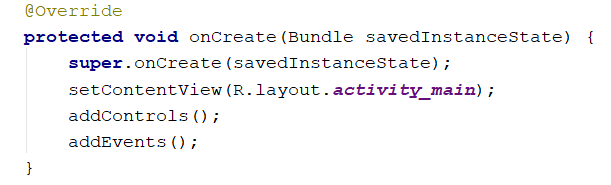 @Override
protected void onCreate(Bundle savedInstanceState) {
    super.onCreate(savedInstanceState);
    setContentView(R.layout.activity_main);
    addControls();
    addEvents();
}